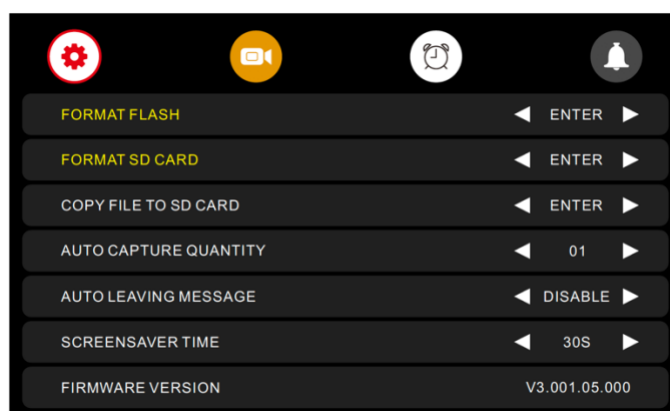 FORMAT FLASH ENTER
FORMAT SD CARD ENTER
COPY FILE TO SD CARD ENTER
AUTO CAPTURE QUANTITY 01
AUTO LEAVING MESSAGE DISABLE
SCREENSAVER TIME 30S
FIRMWARE VERSION V3.001.05.000